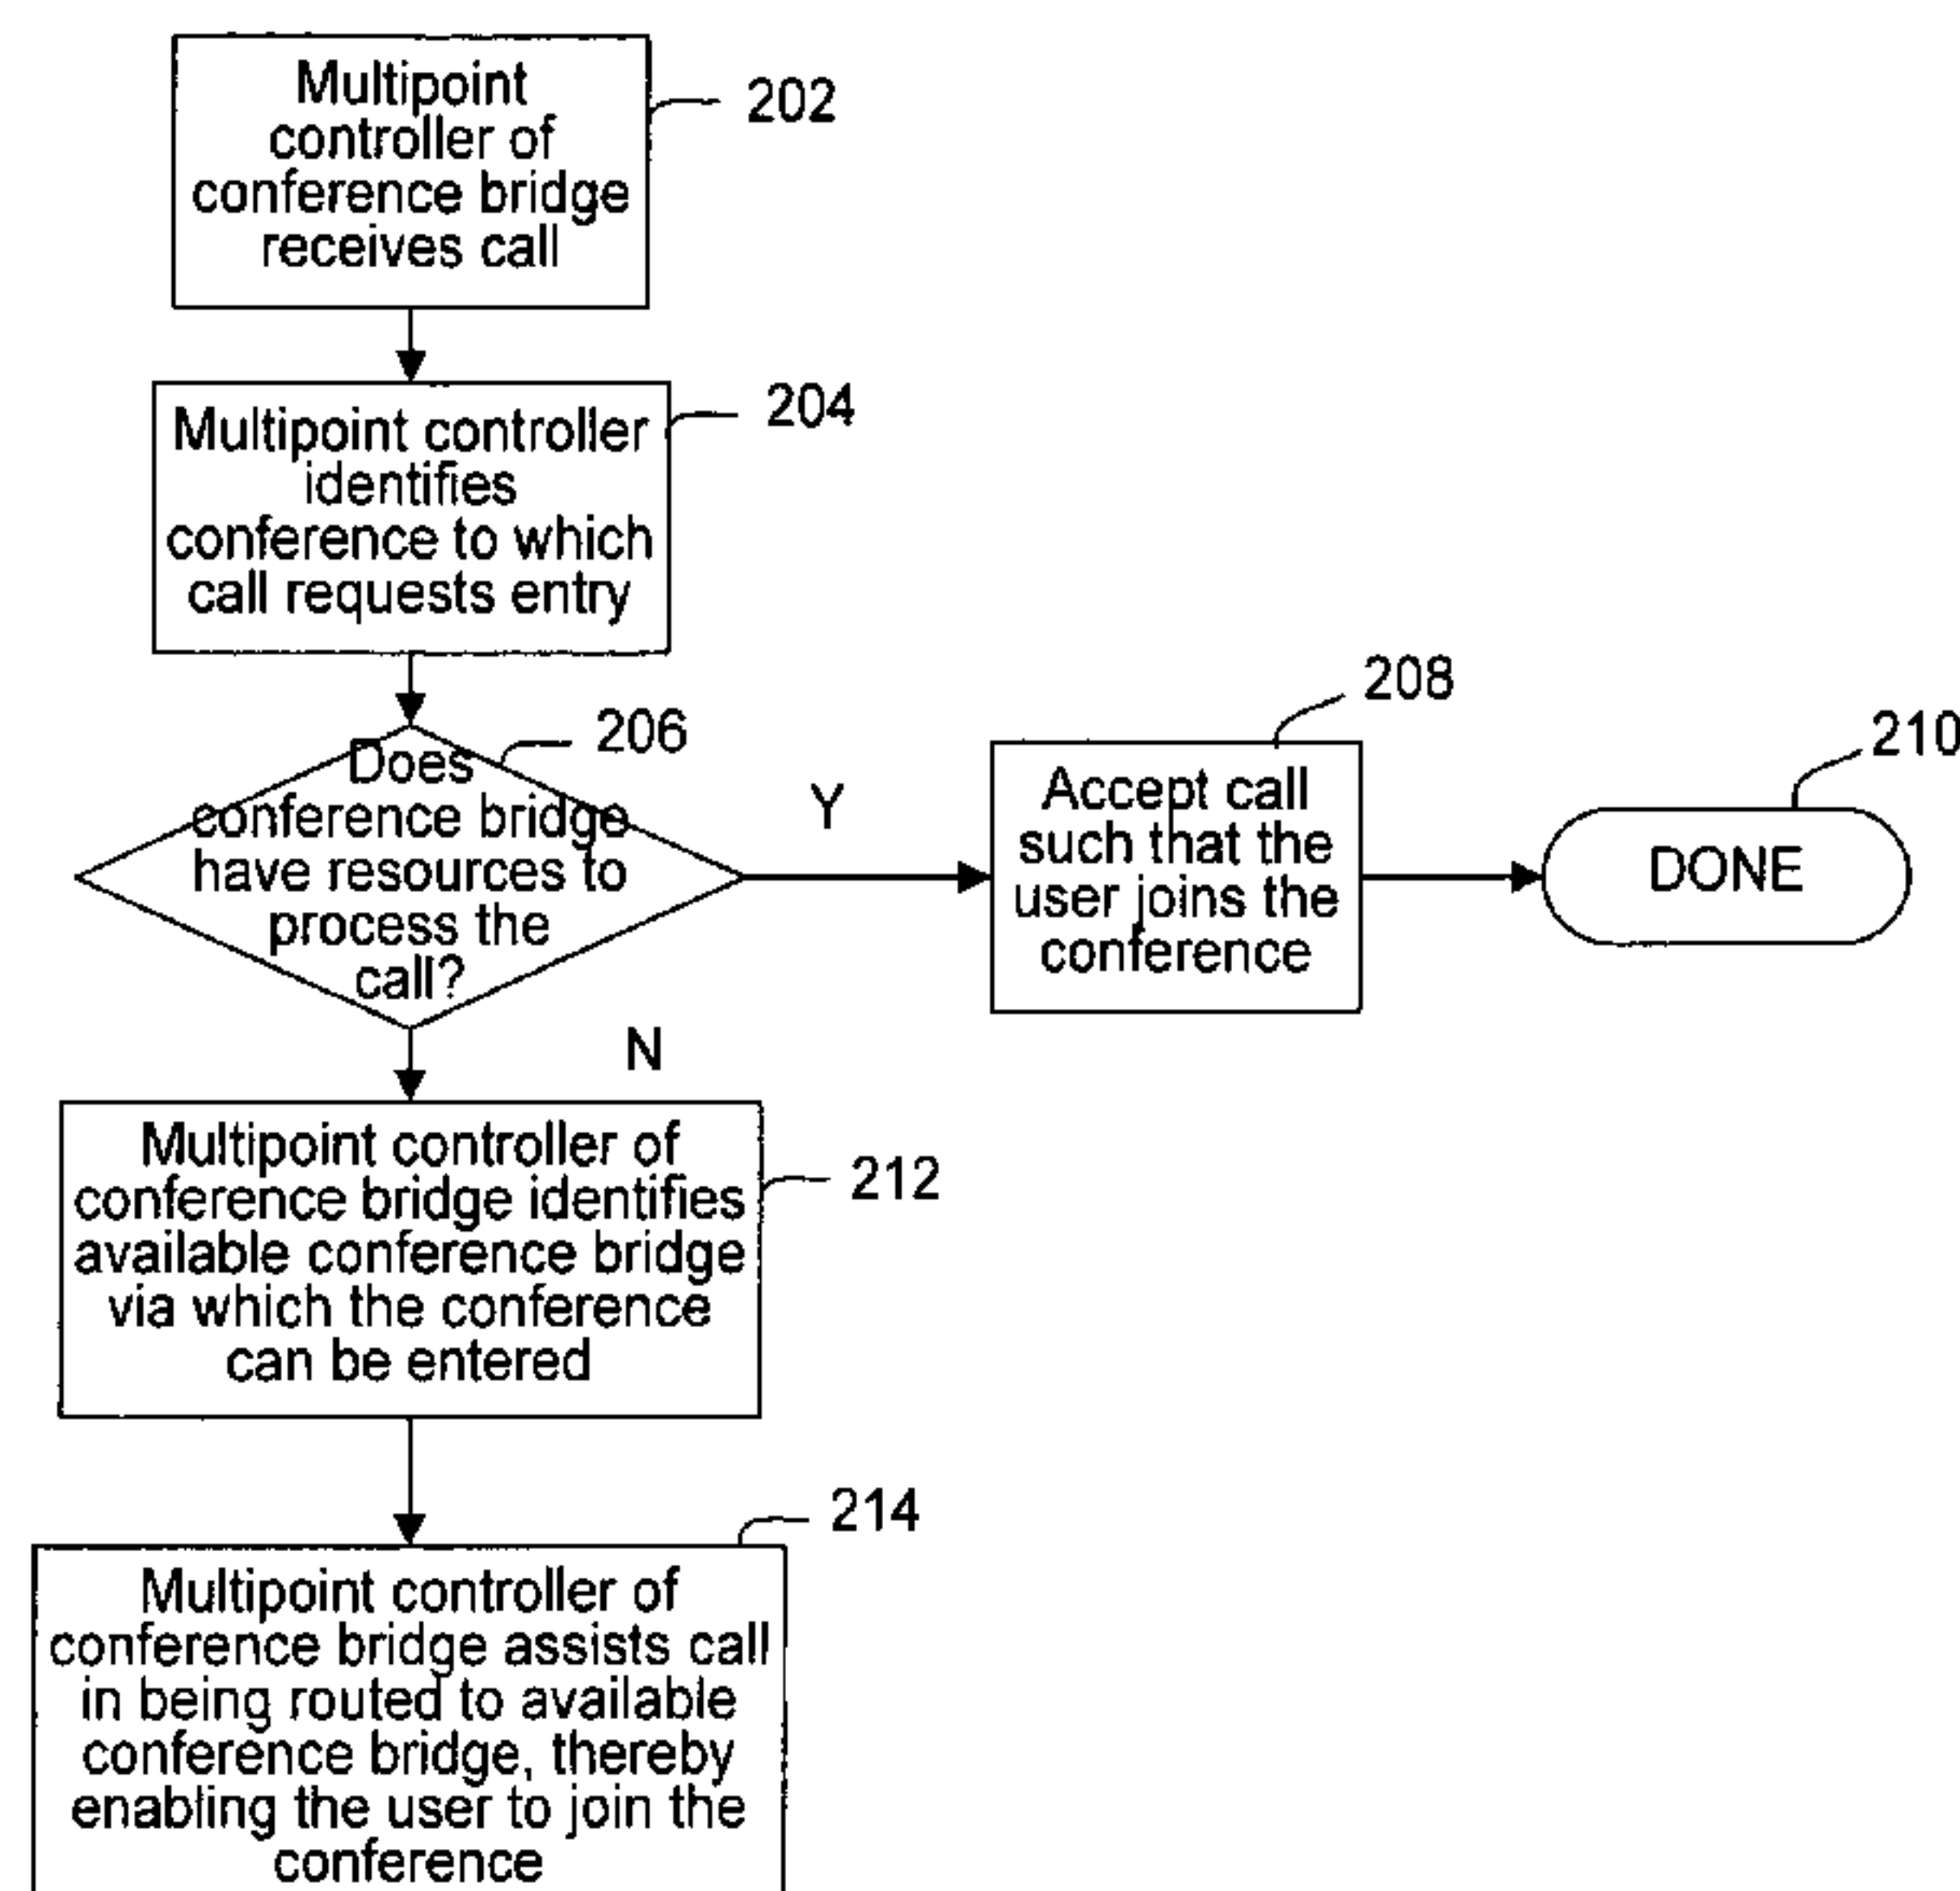 Multipoint
controller of
conference bridge
receives call
202
Multipoint controller
identifies
conference to which
call requests entry
204
Does
conference bridge
have resources to
process the
call?
206
Y
N
Accept call
such that the
user joins the
conference
208
DONE
210
Multipoint controller of
conference bridge identifies
available conference bridge
via which the conference
can be entered
212
Multipoint controller of
conference bridge assists call
in being routed to available
conference bridge, thereby
enabling the user to join the
conference
214